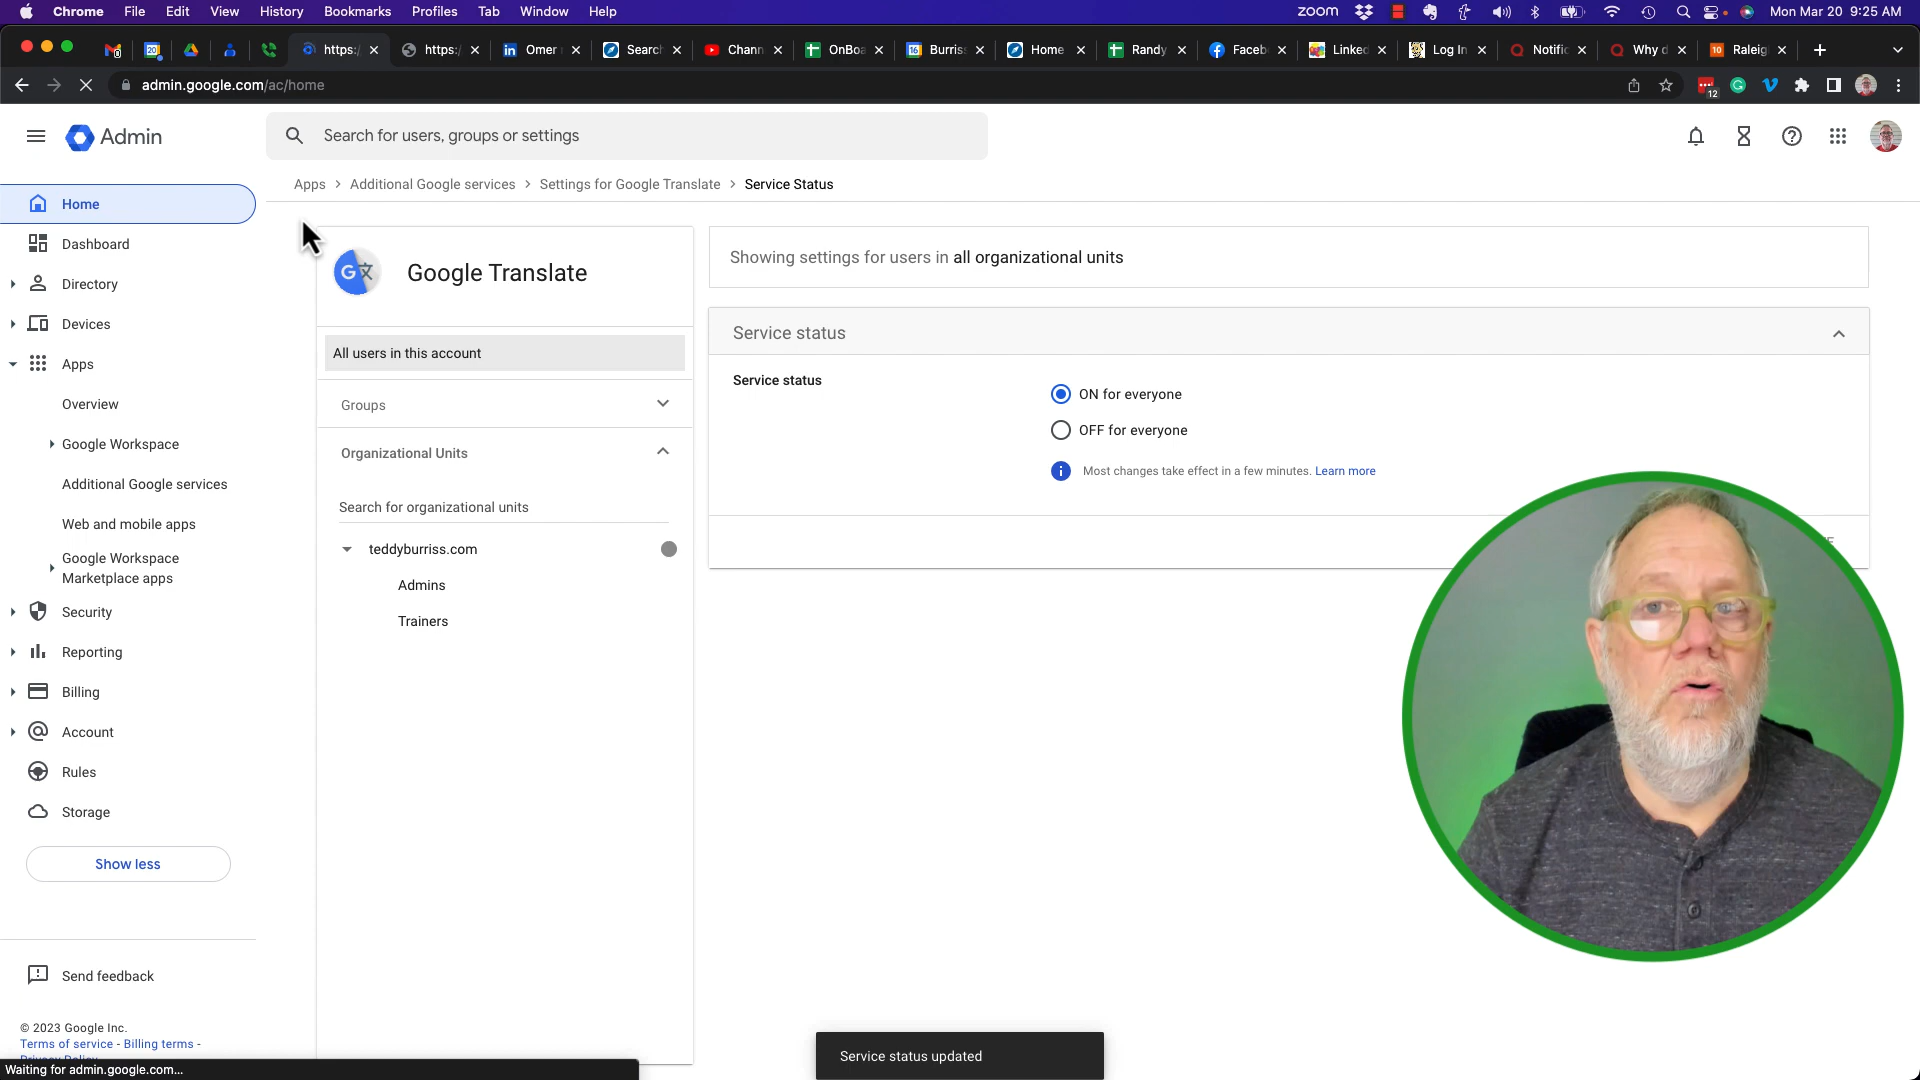 Chrome File Edit View History Bookmarks Profiles Tab Window Help zoom Mon Mar 20 9:25 AM
https:/ https:/ Omer Search Chann OnBoa Burris Home Randy Faceb Linked Log In Notific Why d Raleig
admin.google.com/ac/home 12
Admin
Search for users, groups or settings
Apps > Additional Google services > Settings for Google Translate > Service Status
Home
Dashboard
Directory
Devices
Apps
Overview
Google Workspace
Additional Google services
Web and mobile apps
Google Workspace
Marketplace apps
Security
Reporting
Billing
Account
Rules
Storage
Show less
Send feedback
© 2023 Google Inc.
Terms of service - Billing terms -
Privacy Policy
Waiting for admin.google.com...
Google Translate
All users in this account
Groups
Organizational Units
Search for organizational units
teddyburriss.com
Admins
Trainers
Showing settings for users in all organizational units
Service status
Service status
ON for everyone
OFF for everyone
Most changes take effect in a few minutes. Learn more
Service status updated